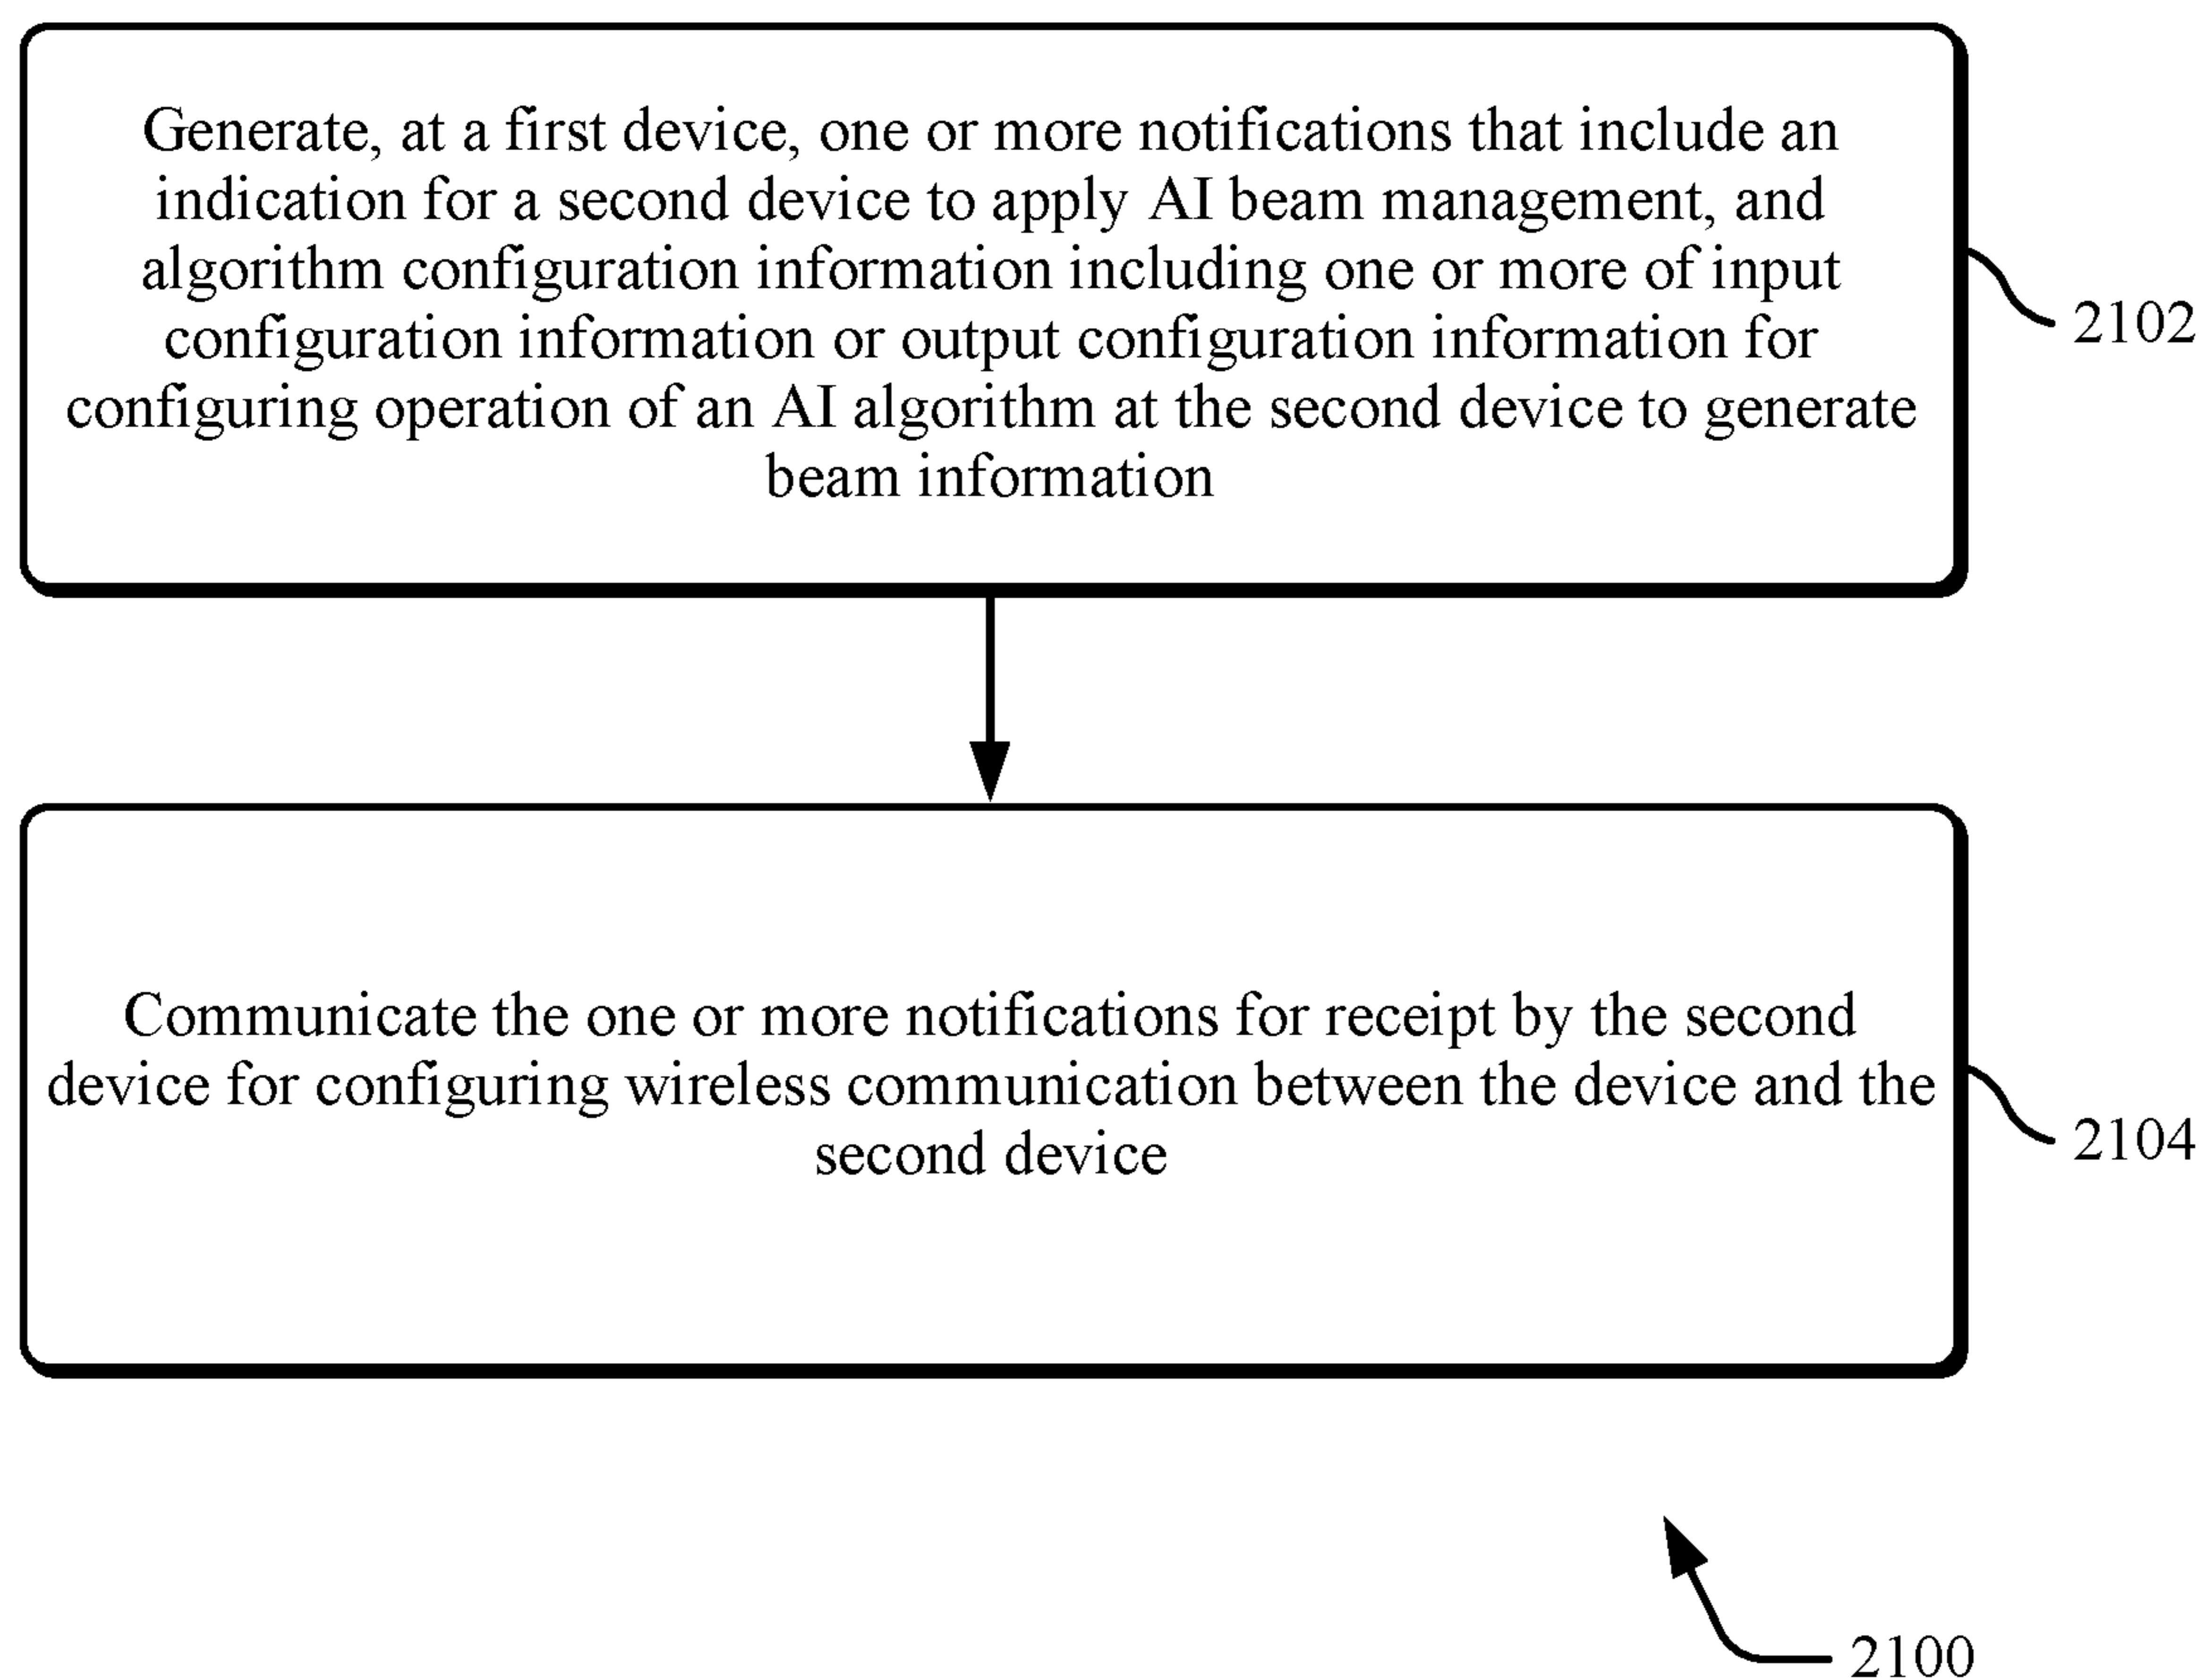 Generate, at a first device, one or more notifications that include an
indication for a second device to apply AI beam management, and
algorithm configuration information including one or more of input
configuration information or output configuration information for
configuring operation of an AI algorithm at the second device to generate
beam information
2102
Communicate the one or more notifications for receipt by the second
device for configuring wireless communication between the device and the
second device
2104
2100